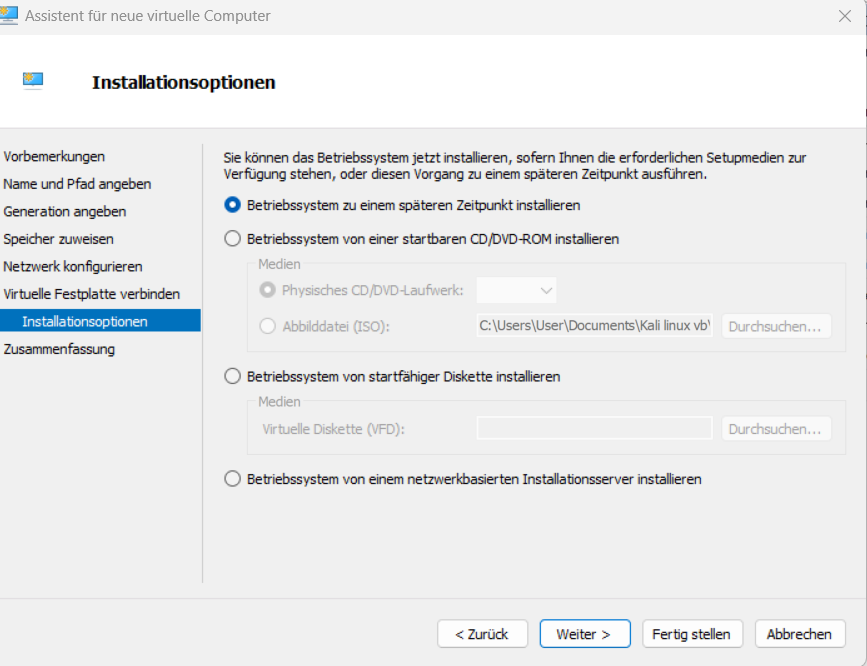 Assistent für neue virtuelle Computer
Installationsoptionen
Vorbemerkungen
Name und Pfad angeben
Generation angeben
Speicher zuweisen
Netzwerk konfigurieren
Virtuelle Festplatte verbinden
Installationsoptionen
Zusammenfassung
Sie können das Betriebssystem jetzt installieren, sofern Ihnen die erforderlichen Setupmedien zur
Verfügung stehen, oder diesen Vorgang zu einem späteren Zeitpunkt ausführen.
Betriebssystem zu einem späteren Zeitpunkt installieren
Betriebssystem von einer startbaren CD/DVD-ROM installieren
Medien
Physisches CD/DVD-Laufwerk:
Abbilddatei (ISO): C:\Users\User\Documents\Kali linux vb\ Durchsuchen...
Betriebssystem von startfähiger Diskette installieren
Medien
Virtuelle Diskette (VFD): Durchsuchen...
Betriebssystem von einem netzwerkbasierten Installationsserver installieren
< Zurück Weiter > Fertig stellen Abbrechen